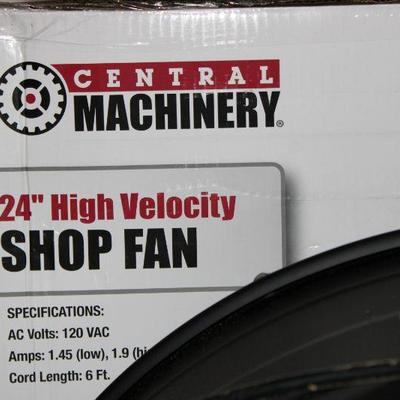 CENTRAL
MACHINERY®
24" High Velocity
SHOP FAN
SPECIFICATIONS:
AC Volts: 120 VAC
Amps: 1.45 (low), 1.9 (hi
Cord Length: 6 Ft.